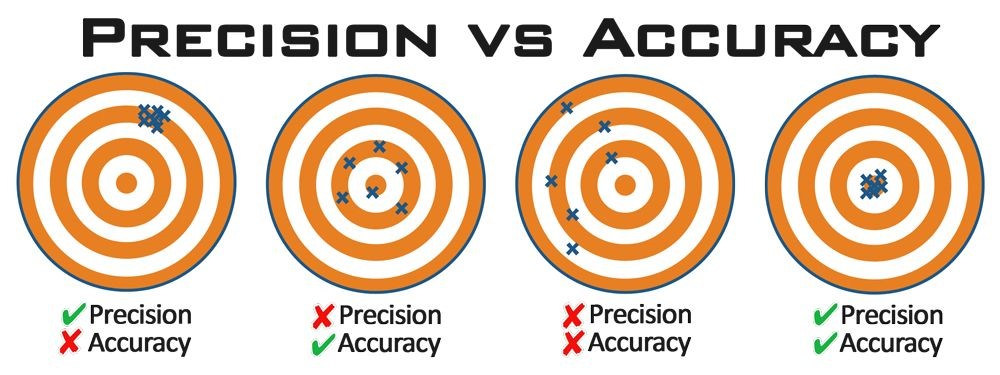 PRECISION VS ACCURACY
✔Precision
✘Accuracy
✘Precision
✔Accuracy
✘Precision
✘Accuracy
✔Precision
✔Accuracy